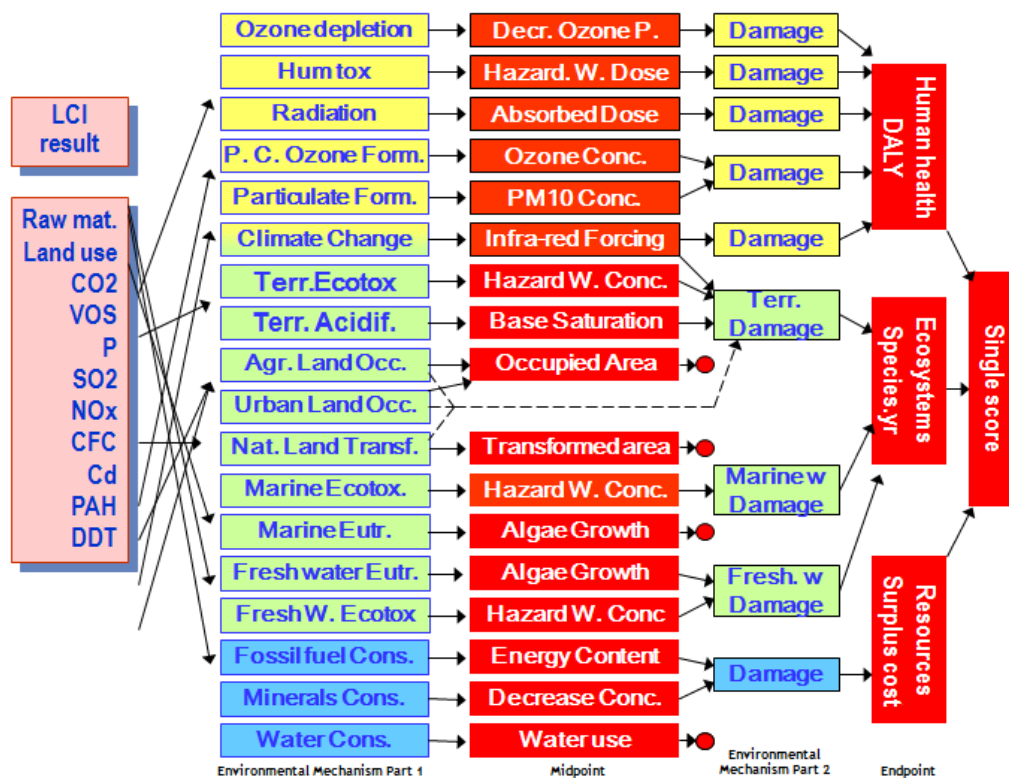 LCI
result
Raw mat.
Land use
CO2
VOS
P
SO2
NOx
CFC
Cd
PAH
DDT
Ozone depletion
Hum tox
Radiation
P. C. Ozone Form.
Particulate Form.
Climate Change
Terr.Ecotox
Terr. Acidif.
Agr. Land Occ.
Urban Land Occ.
Nat. Land Transf.
Marine Ecotox.
Marine Eutr.
Fresh water Eutr.
Fresh W. Ecotox
Fossil fuel Cons.
Minerals Cons.
Water Cons.
Environmental Mechanism Part 1
Decr. Ozone P.
Hazard. W. Dose
Absorbed Dose
Ozone Conc.
PM10 Conc.
Infra-red Forcing
Hazard W. Conc.
Base Saturation
Occupied Area
Transformed area
Hazard W. Conc.
Algae Growth
Algae Growth
Hazard W. Conc
Energy Content
Decrease Conc.
Water use
Midpoint
Damage
Damage
Damage
Damage
Damage
Terr.
Damage
Marine w
Damage
Fresh. w
Damage
Damage
Environmental
Mechanism Part 2
Human health
DALY
Ecosystems
Species.yr
Resources
Surplus cost
Endpoint
Single score